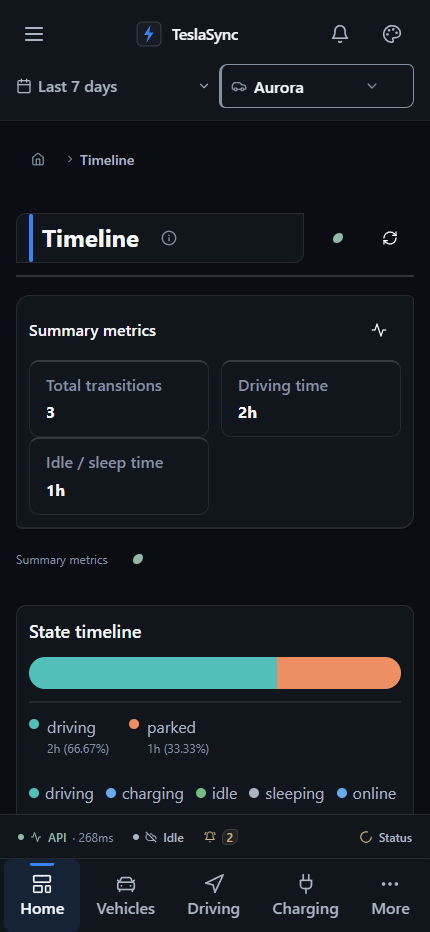 TeslaSync
Last 7 days
Aurora
Timeline
Timeline
Summary metrics
Total transitions
3
Driving time
2h
Idle / sleep time
1h
Summary metrics
State timeline
driving
2h (66.67%)
parked
1h (33.33%)
driving charging idle sleeping online
API · 268ms Idle 2 Status
Home Vehicles Driving Charging More